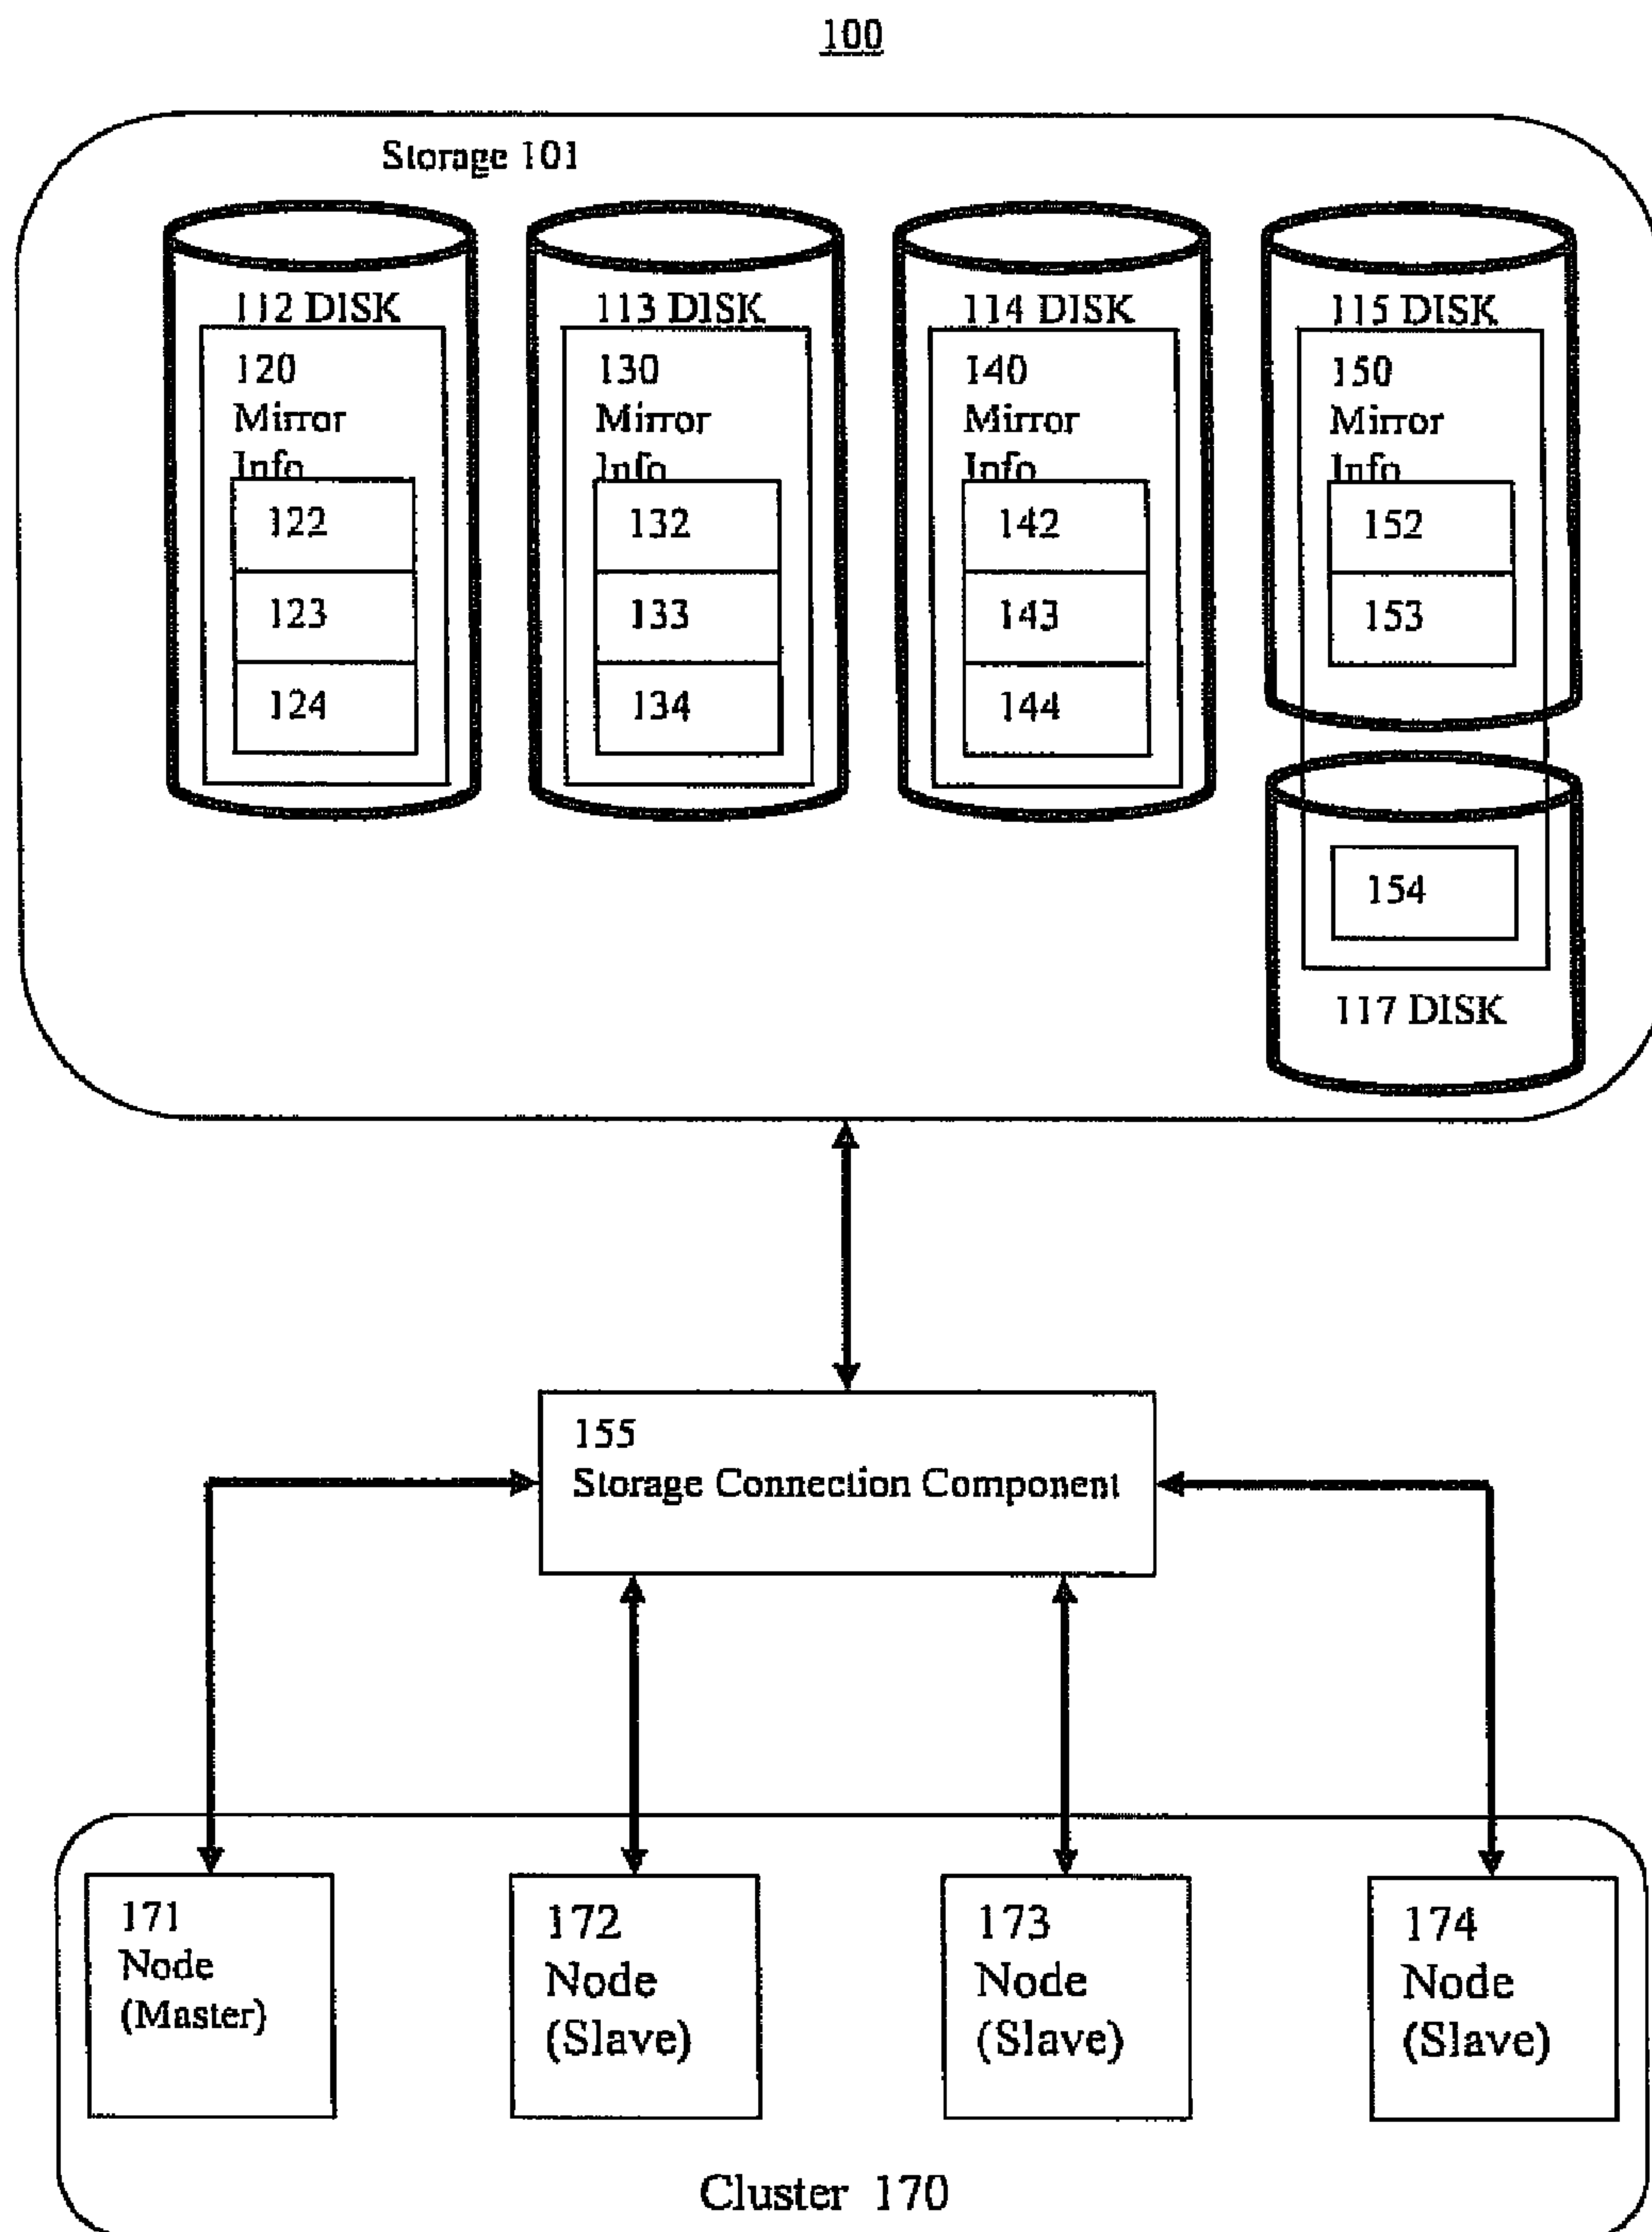 100
Storage 101
112 DISK
120
Mirror
Info
122
123
124
113 DISK
130
Mirror
Info
132
133
134
114 DISK
140
Mirror
Info
142
143
144
115 DISK
150
Mirror
Info
152
153
154
117 DISK
155
Storage Connection Component
171
Node
(Master)
172
Node
(Slave)
173
Node
(Slave)
174
Node
(Slave)
Cluster 170